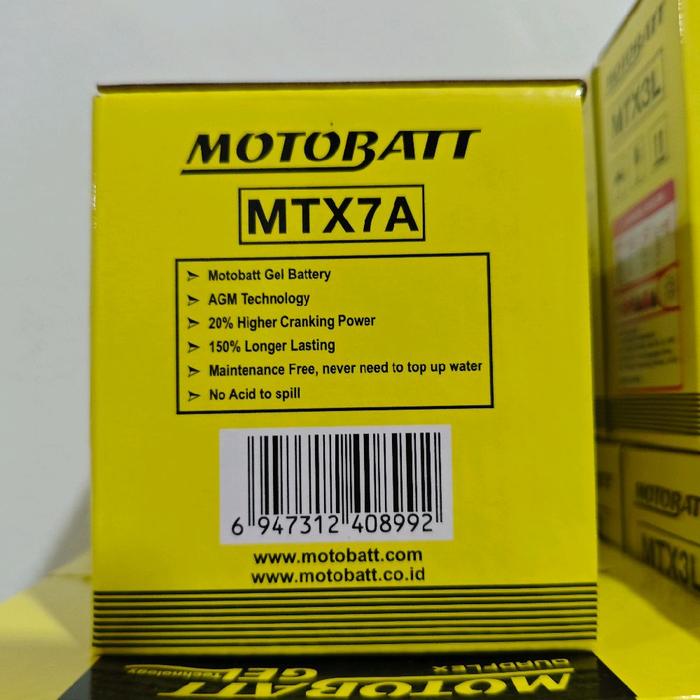 MOTOBATT
MTX7A
➢ Motobatt Gel Battery
➢ AGM Technology
➢ 20% Higher Cranking Power
➢ 150% Longer Lasting
➢ Maintenance Free, never need to top up water
➢ No Acid to spill
6 947312 408992
www.motobatt.com
www.motobatt.co.id
MOTOBATT
MTX3L
MOTOBATT
MTX3L
MOTOBATT
QUADFLEX
GEL
Technology